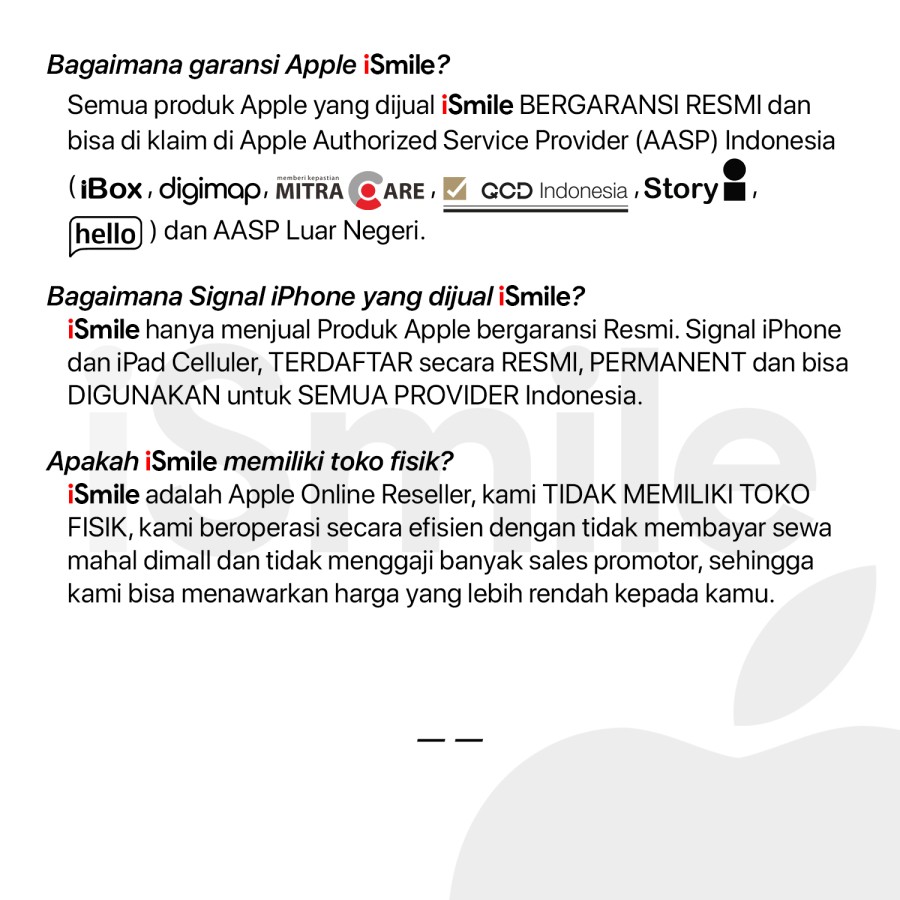 Bagaimana garansi Apple iSmile?
Semua produk Apple yang dijual iSmile BERGARANSI RESMI dan
bisa di klaim di Apple Authorized Service Provider (AASP) Indonesia
( iBox , digimap, memberi kepastian MITRA CARE , QCD Indonesia , Story i ,
hello ) dan AASP Luar Negeri.
Bagaimana Signal iPhone yang dijual iSmile?
iSmile hanya menjual Produk Apple bergaransi Resmi. Signal iPhone
dan iPad Celluler, TERDAFTAR secara RESMI, PERMANENT dan bisa
DIGUNAKAN untuk SEMUA PROVIDER Indonesia.
iSmile
Apakah iSmile memiliki toko fisik?
iSmile adalah Apple Online Reseller, kami TIDAK MEMILIKI TOKO
FISIK, kami beroperasi secara efisien dengan tidak membayar sewa
mahal dimall dan tidak menggaji banyak sales promotor, sehingga
kami bisa menawarkan harga yang lebih rendah kepada kamu.
— —